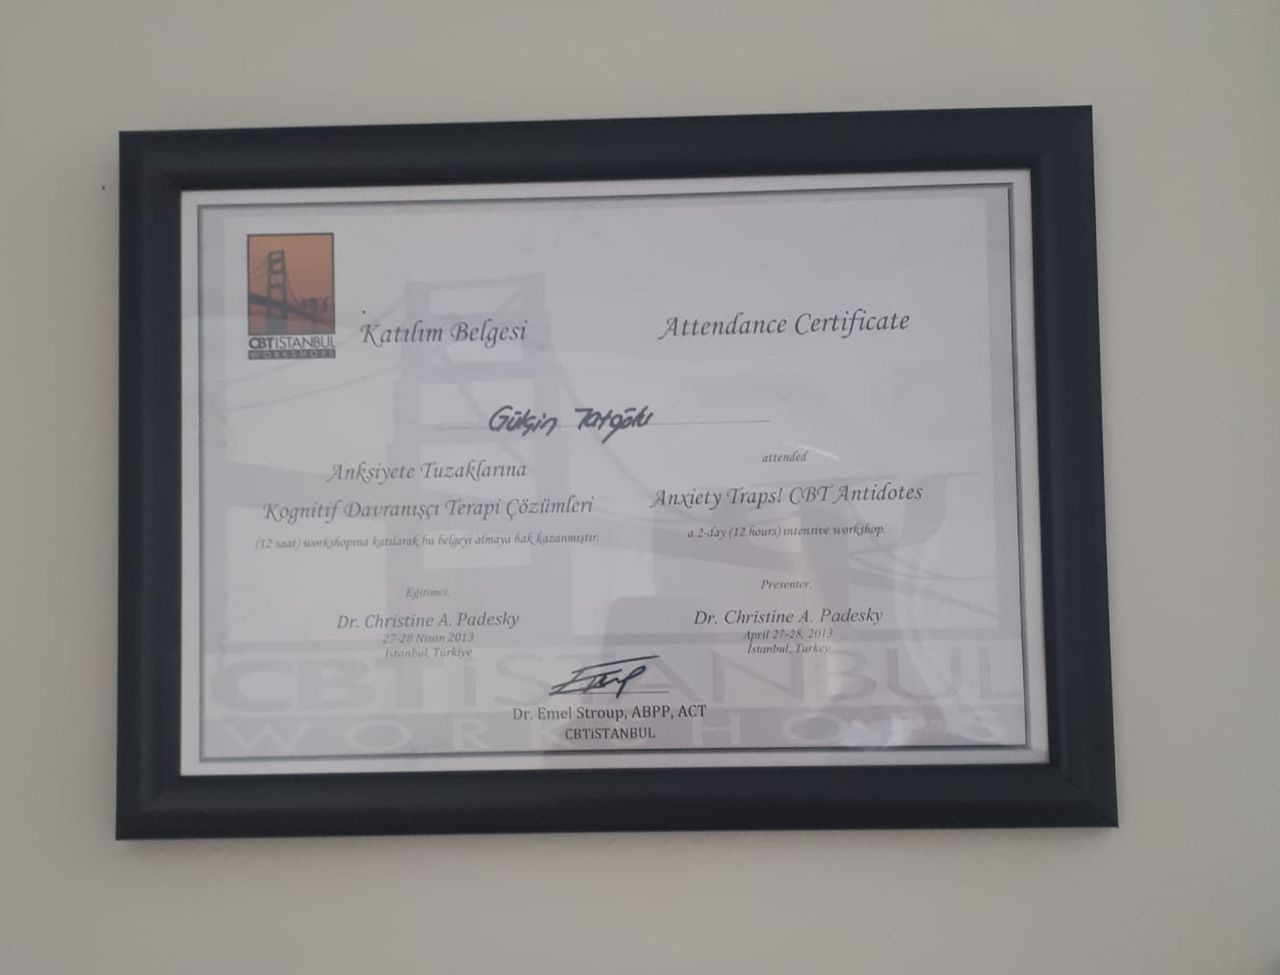 CBTİSTANBUL
WORKSHOPS
Katılım Belgesi
Attendance Certificate
Gülçin
Anksiyete Tuzaklarına
Kognitif Davranışçı Terapi Çözümleri
(12 saat) workshopına katılarak bu belgeyi almaya hak kazanmıştır.
Eğitimci,
Dr. Christine A. Padesky
27-28 Nisan 2013
İstanbul, Türkiye
attended
Anxiety Traps! CBT Antidotes
a 2-day (12 hours) intensive workshop.
Presenter,
Dr. Christine A. Padesky
April 27-28, 2013
İstanbul, Turkey
Dr. Emel Stroup, ABPP, ACT
CBTiSTANBUL
CBTİSTANBUL
WORKSHOPS